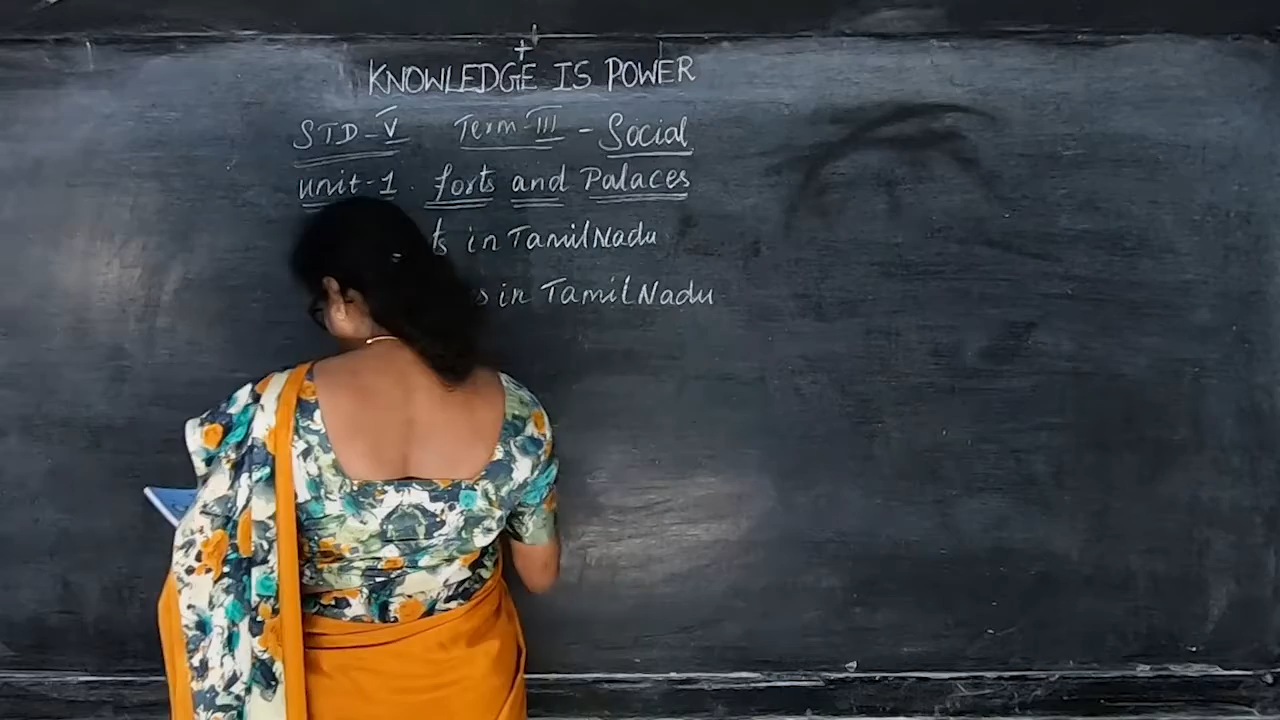 KNOWLEDGE IS POWER
STD-V Term-III - Social
unit-1. forts and Palaces
in TamilNadu
in TamilNadu